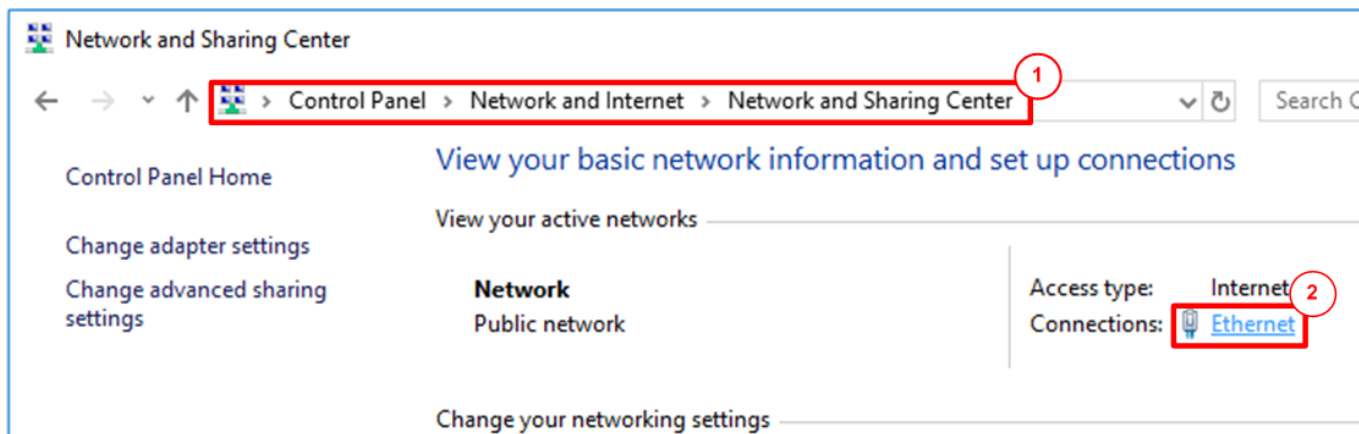 Network and Sharing Center
1
Control Panel > Network and Internet > Network and Sharing Center
Search C
Control Panel Home
Change adapter settings
Change advanced sharing
settings
View your basic network information and set up connections
View your active networks
Network
Public network
Access type: Internet
2
Connections: Ethernet
Change your networking settings